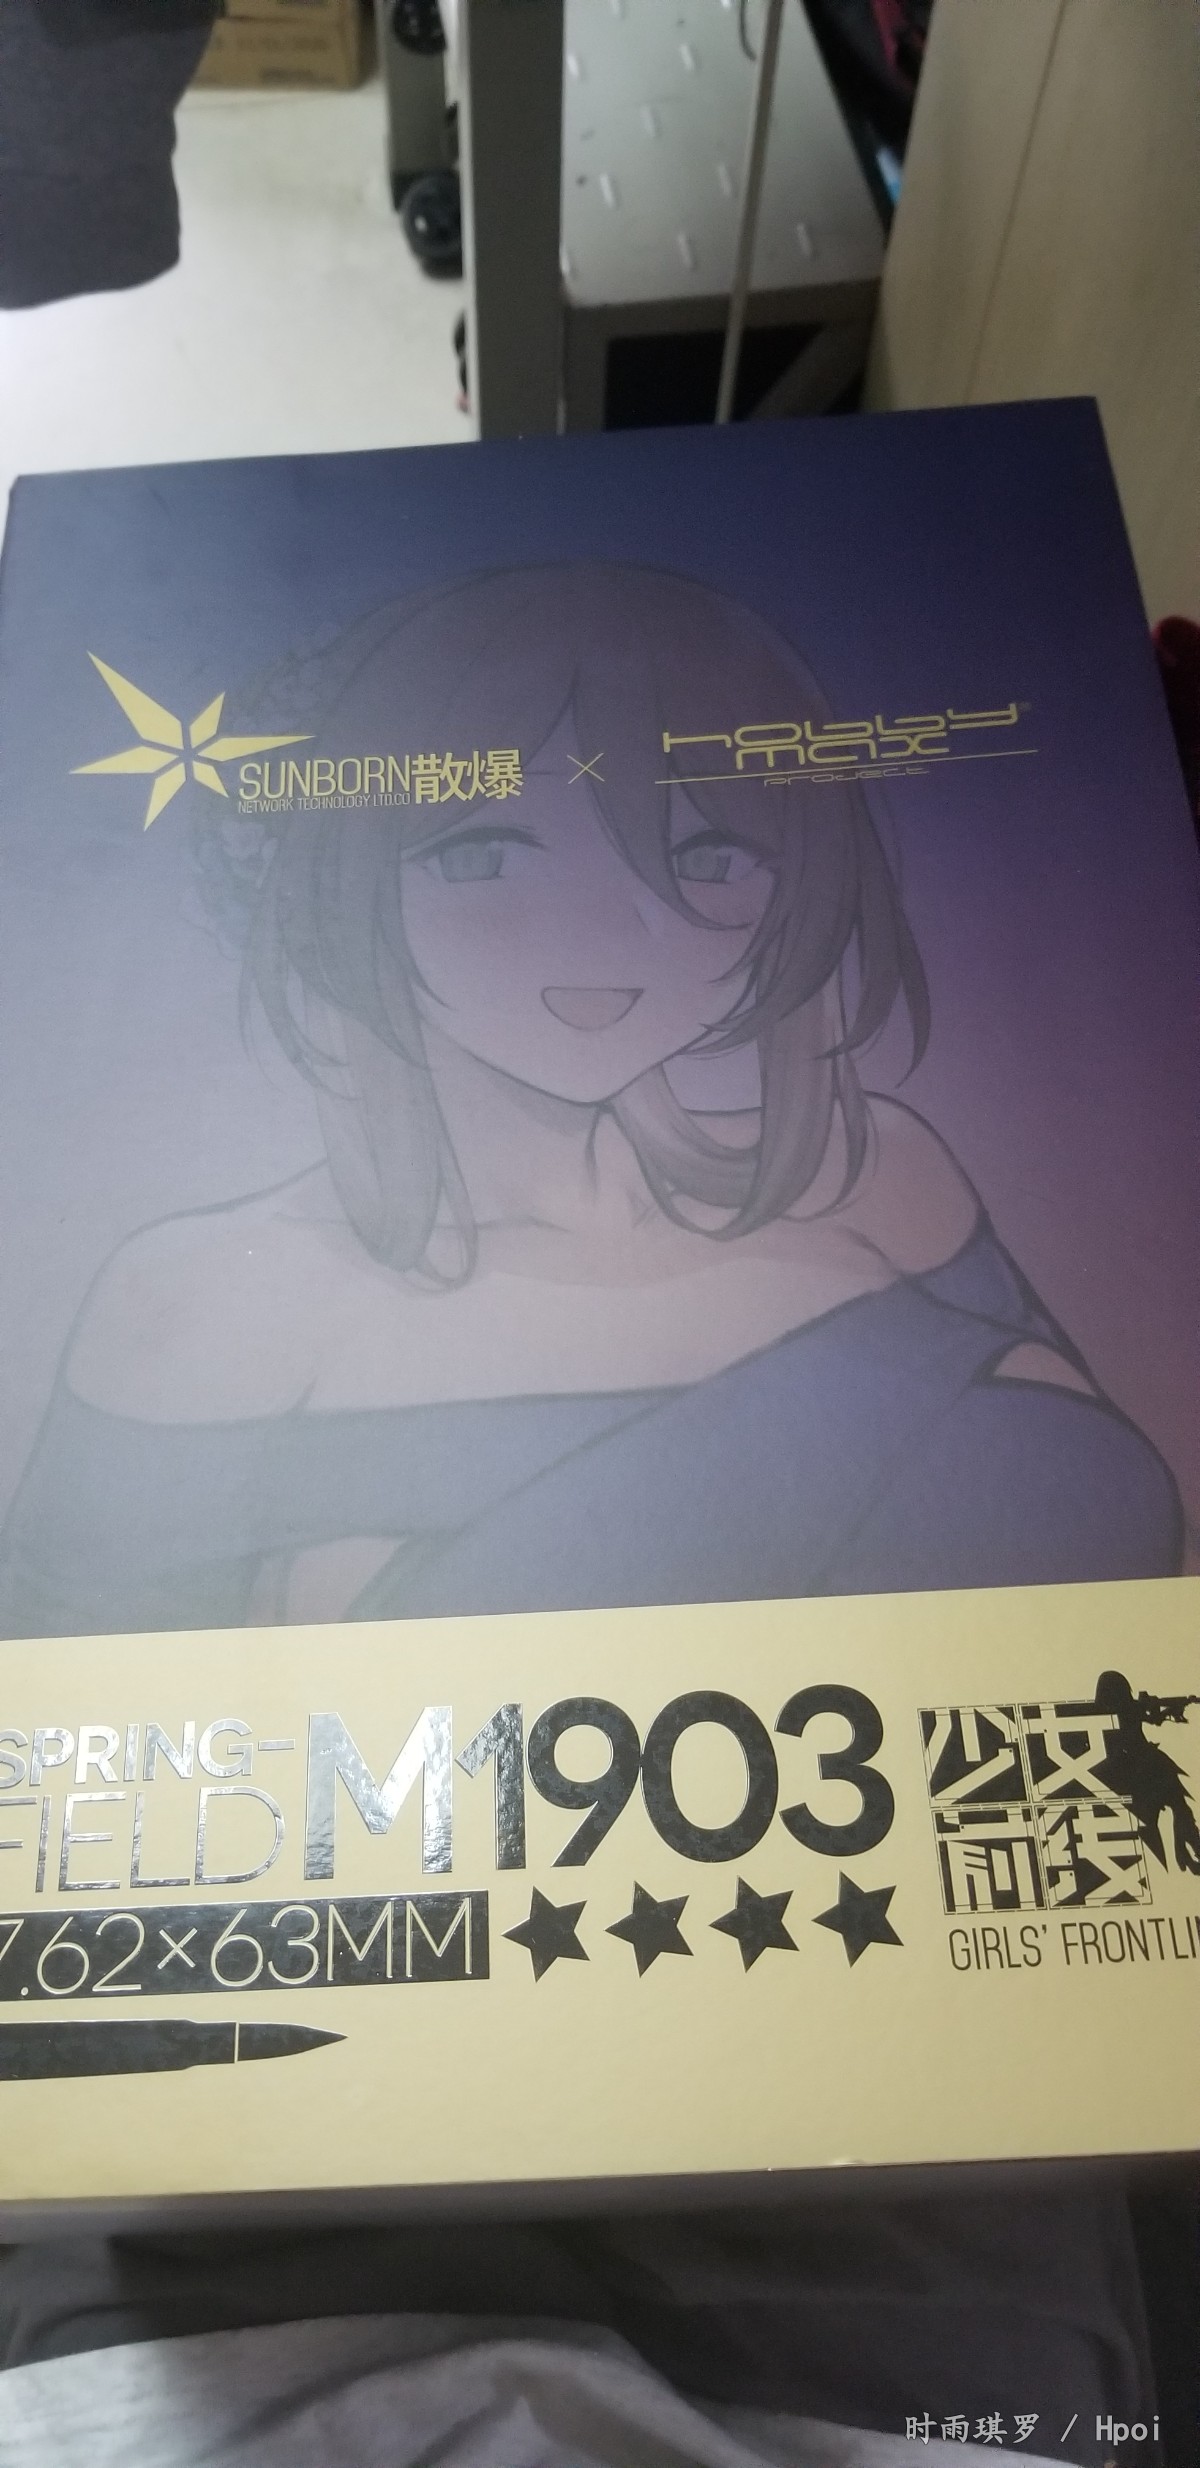 SUNBORN散爆
NETWORK TECHNOLOGY LTD.CO
×
hobby
max
project
SPRING-
FIELD
M1903
7.62×63MM
★★★★
少女
前线
GIRLS' FRONTLIN
时雨琪罗 / Hpoi